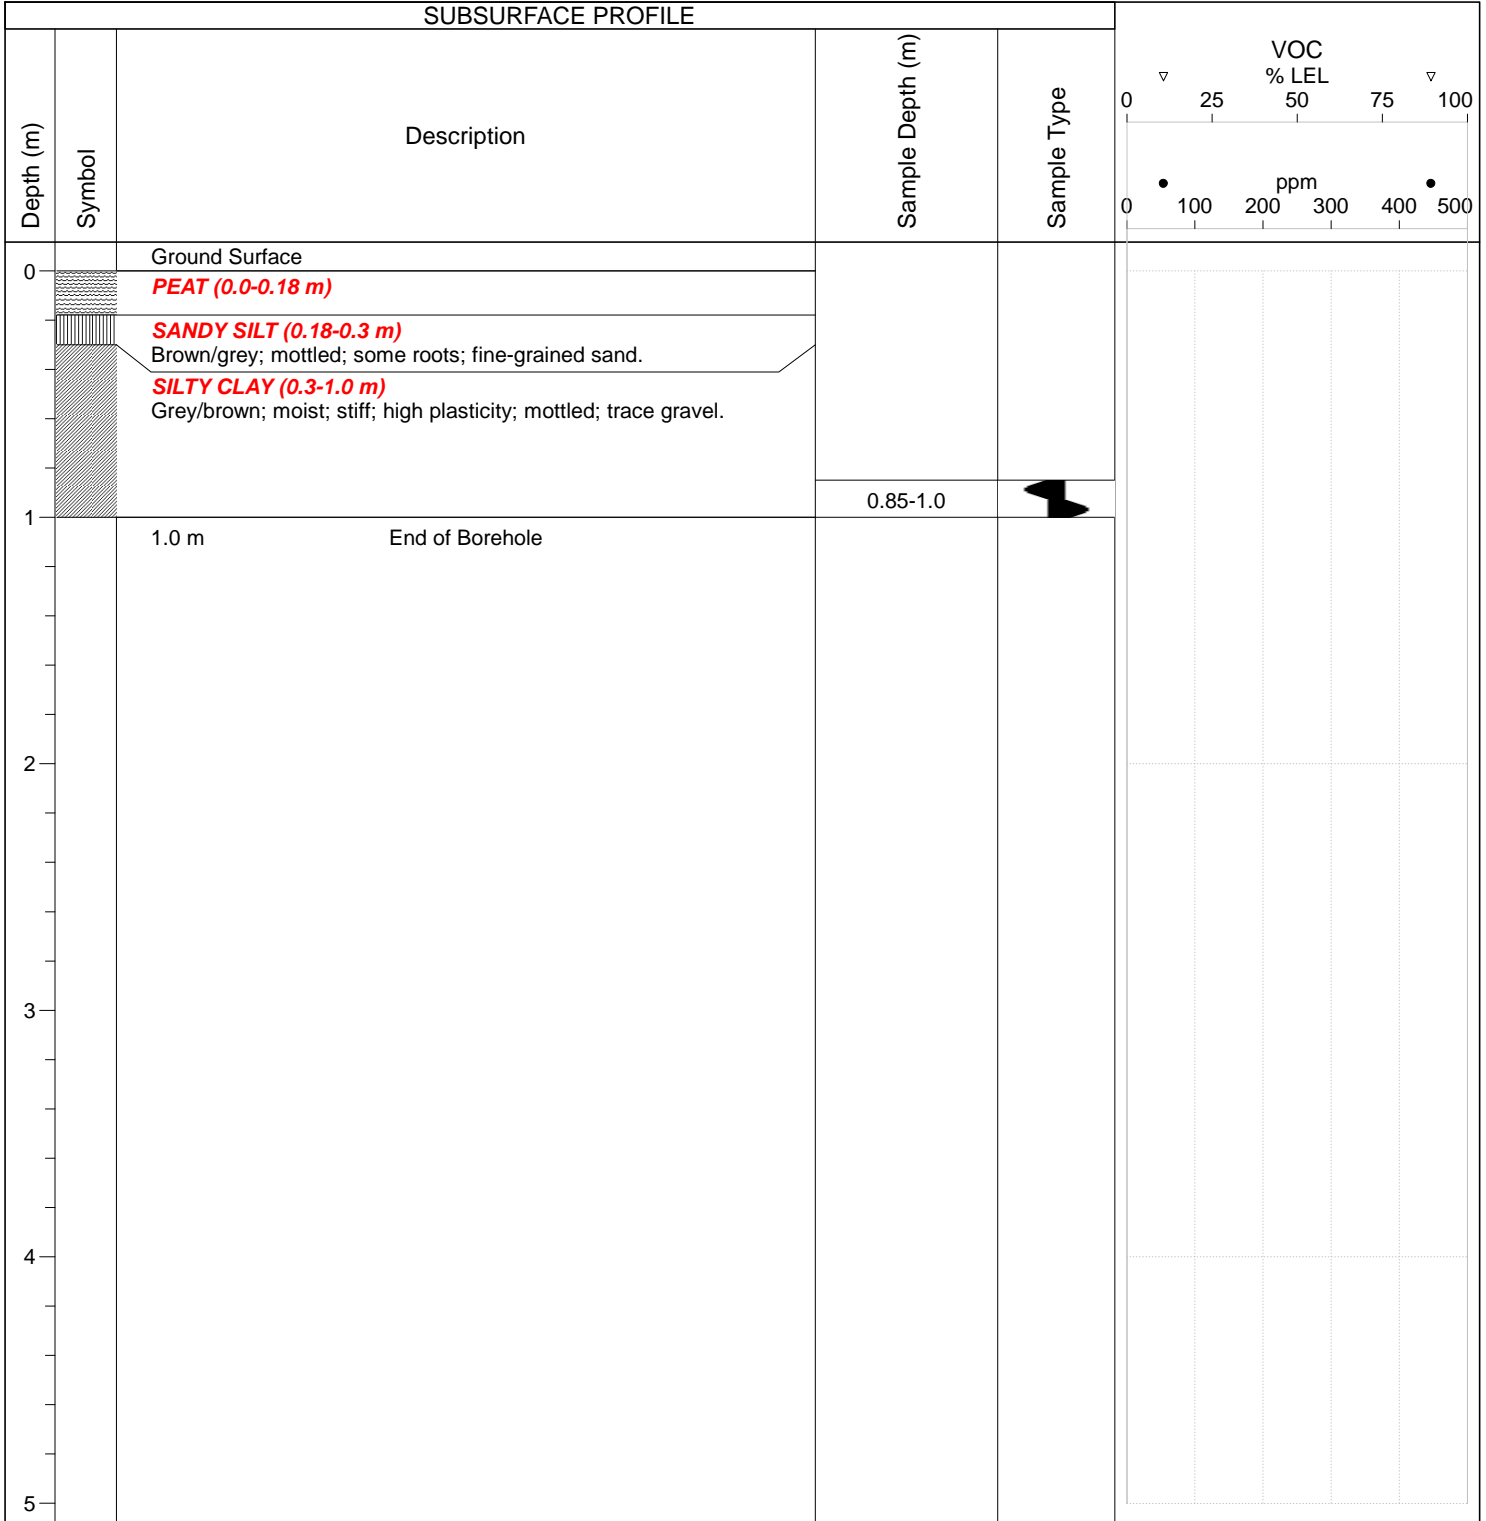 SUBSURFACE PROFILE
Depth (m)
Symbol
Description
Sample Depth (m)
Sample Type
VOC
% LEL
0 25 50 75 100
ppm
0 100 200 300 400 500
Ground Surface
0
PEAT (0.0-0.18 m)
SANDY SILT (0.18-0.3 m)
Brown/grey; mottled; some roots; fine-grained sand.
SILTY CLAY (0.3-1.0 m)
Grey/brown; moist; stiff; high plasticity; mottled; trace gravel.
0.85-1.0
1
1.0 m End of Borehole
2
3
4
5